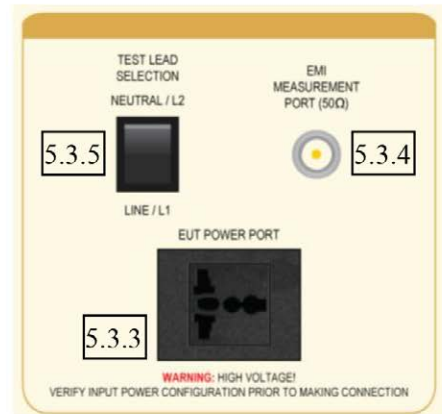 TEST LEAD
SELECTION
NEUTRAL / L2
EMI
MEASUREMENT
PORT (50Ω)
5.3.5
5.3.4
LINE / L1
EUT POWER PORT
5.3.3
WARNING: HIGH VOLTAGE!
VERIFY INPUT POWER CONFIGURATION PRIOR TO MAKING CONNECTION